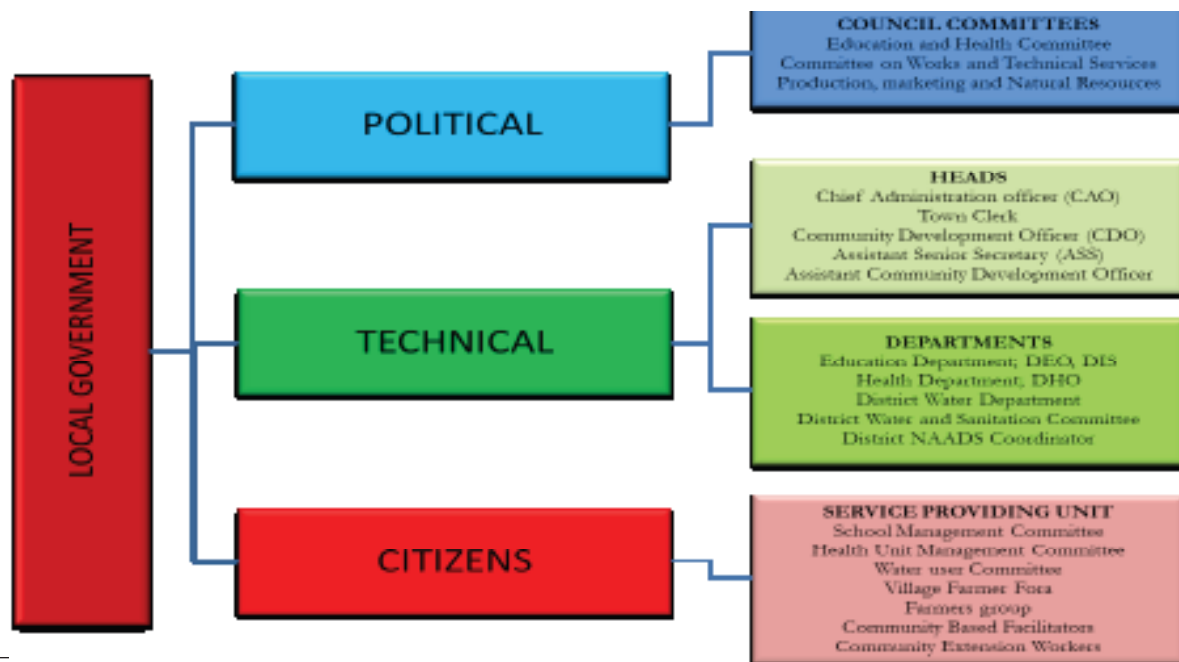 LOCAL GOVERNMENT
POLITICAL
COUNCIL COMMITTEES
Education and Health Committee
Committee on Works and Technical Services
Production, marketing and Natural Resources
TECHNICAL
HEADS
Chief Administration officer (CAO)
Town Clerk
Community Development Officer (CDO)
Assistant Senior Secretary (ASS)
Assistant Community Development Officer
DEPARTMENTS
Education Department; DEO, DIS
Health Department; DHO
District Water Department
District Water and Sanitation Committee
District NAADS Coordinator
CITIZENS
SERVICE PROVIDING UNIT
School Management Committee
Health Unit Management Committee
Water user Committee
Village Farmer Fora
Farmers group
Community Based Facilitators
Community Extension Workers